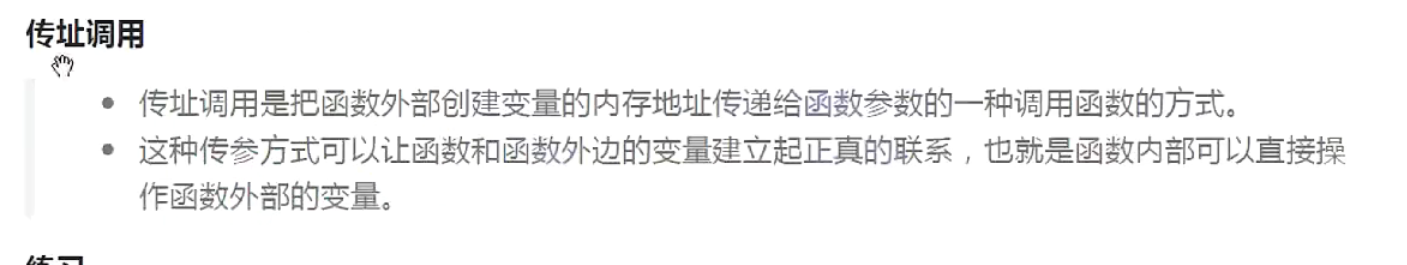 传址调用
传址调用是把函数外部创建变量的内存地址传递给函数参数的一种调用函数的方式。
这种传参方式可以让函数和函数外边的变量建立起正真的联系，也就是函数内部可以直接操
作函数外部的变量。
练习